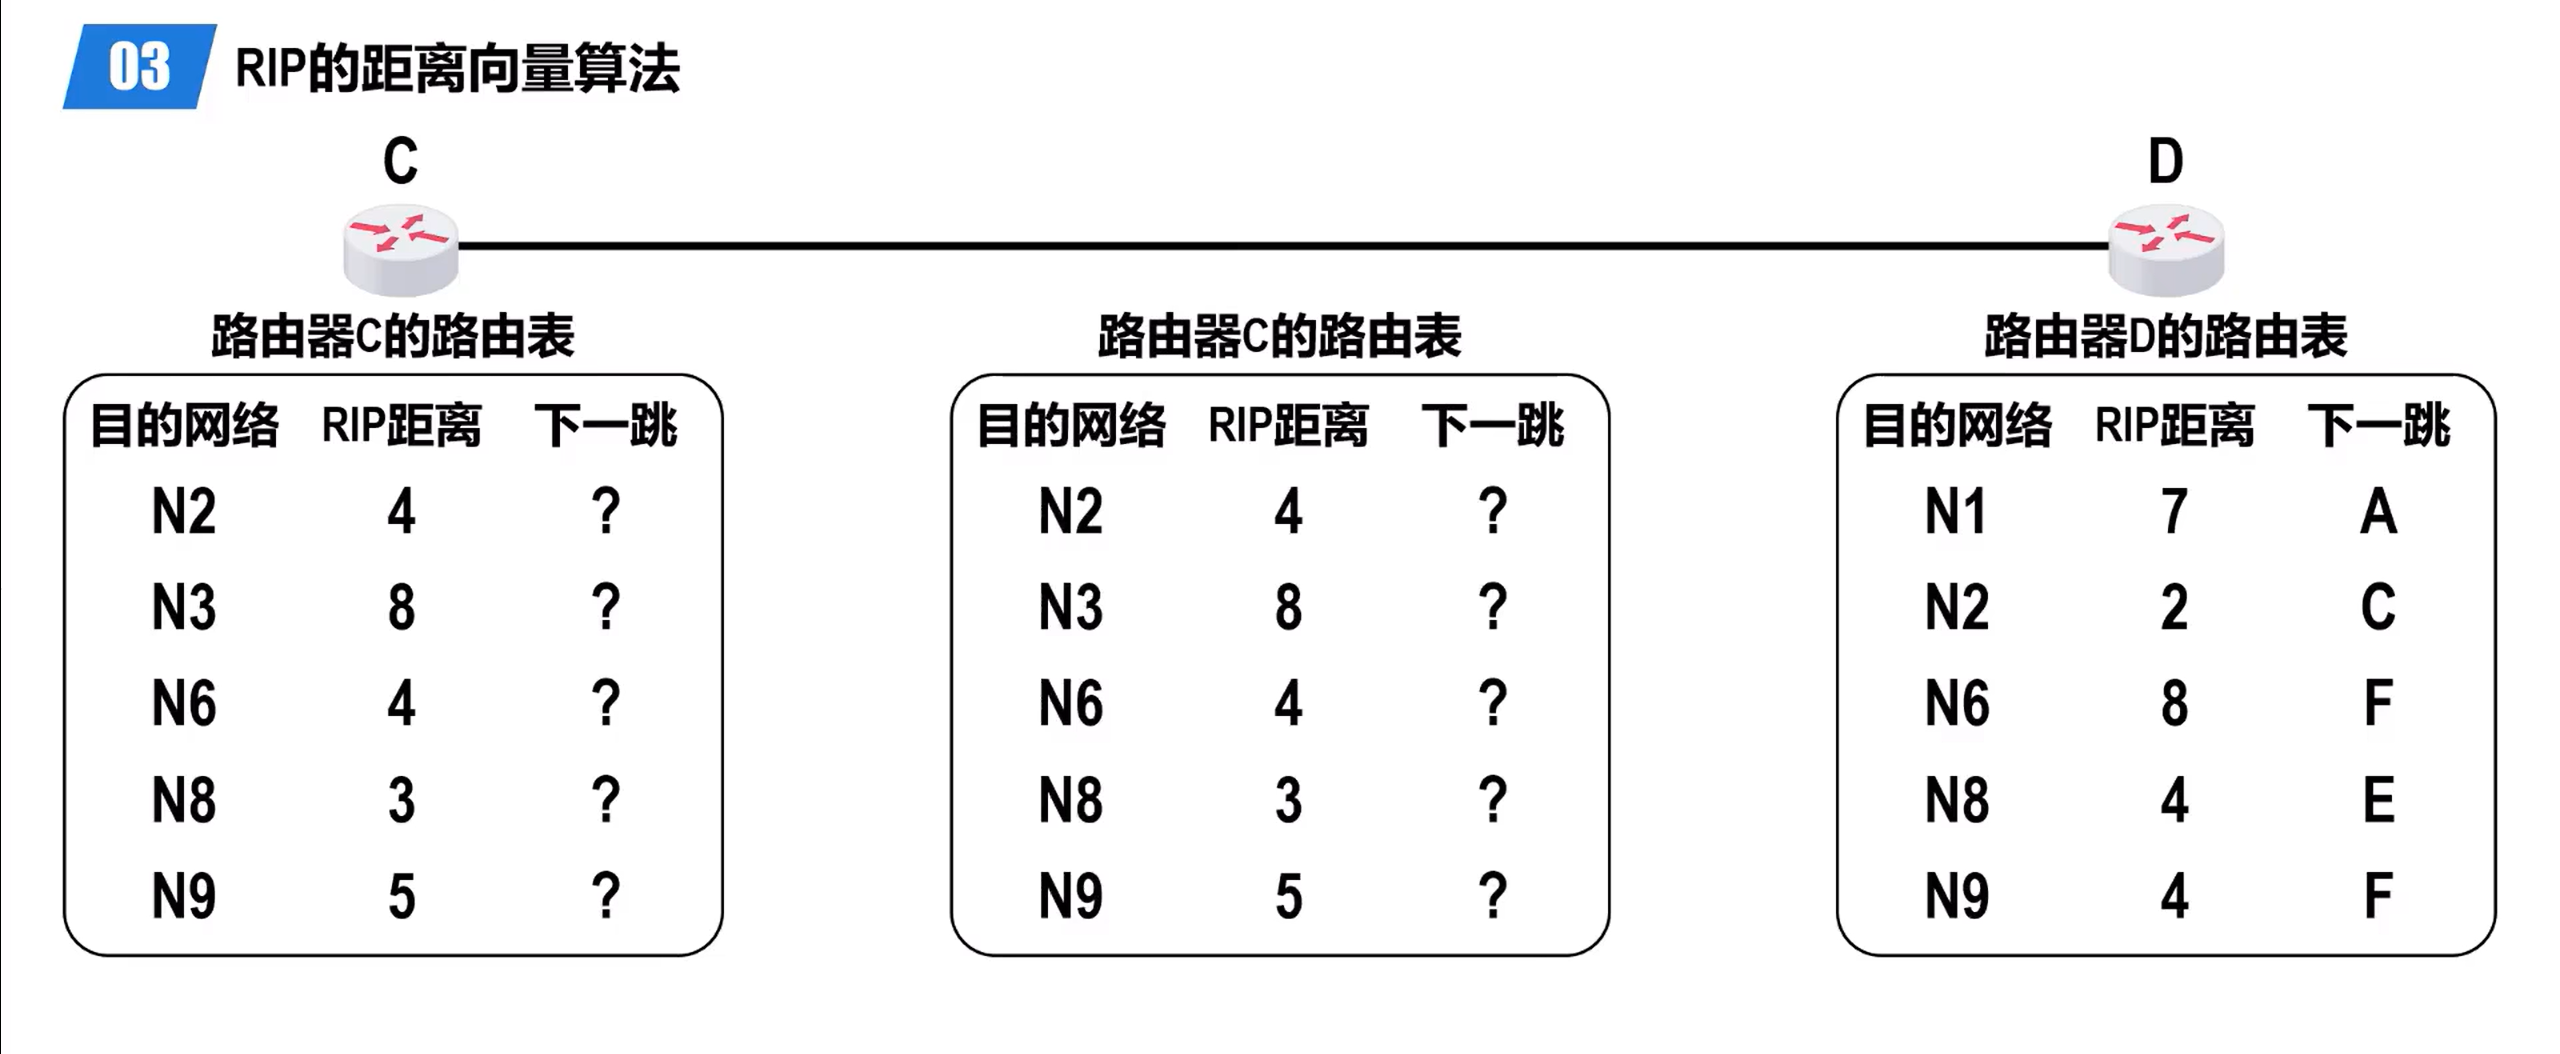 03 RIP的距离向量算法
C D
路由器C的路由表 路由器C的路由表 路由器D的路由表
目的网络 RIP距离 下一跳 目的网络 RIP距离 下一跳 目的网络 RIP距离 下一跳
N2 4 ? N2 4 ? N1 7 A
N3 8 ? N3 8 ? N2 2 C
N6 4 ? N6 4 ? N6 8 F
N8 3 ? N8 3 ? N8 4 E
N9 5 ? N9 5 ? N9 4 F